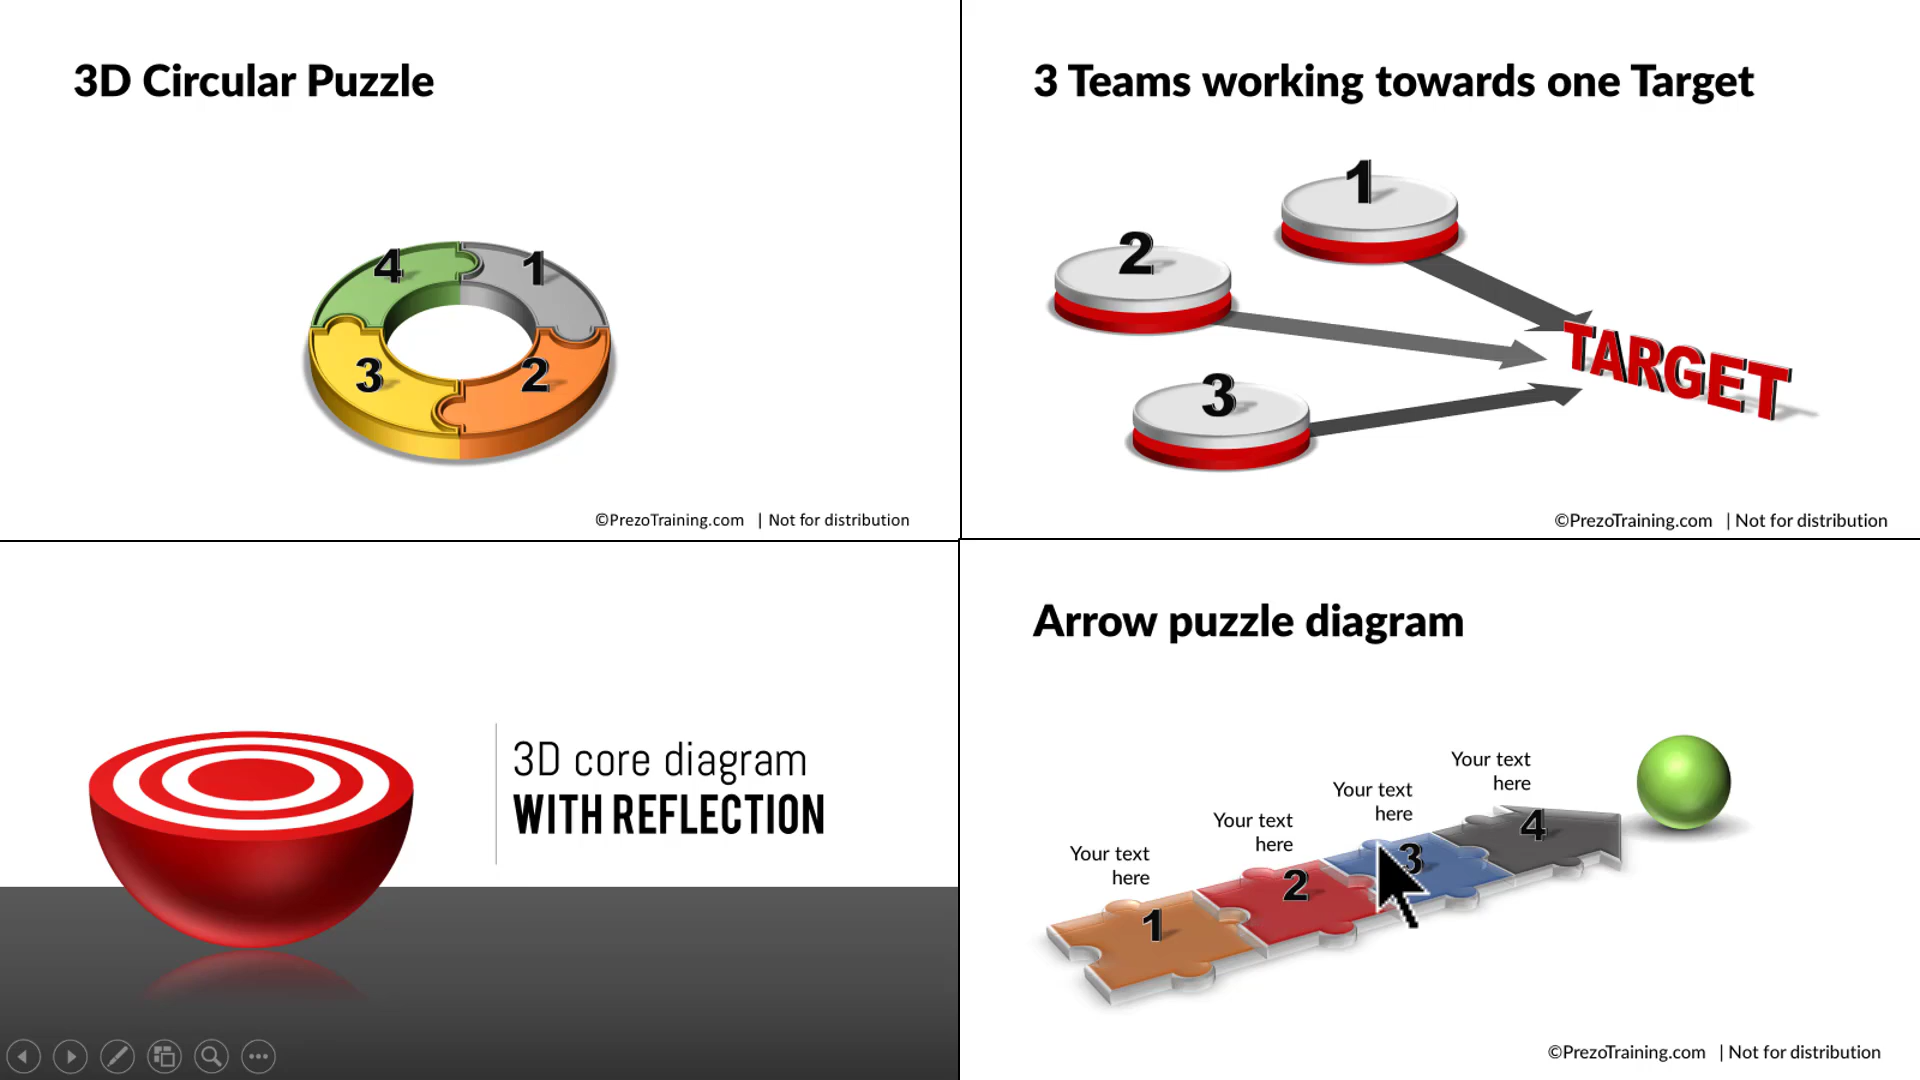 3D Circular Puzzle
4
1
3
2
©PrezoTraining.com | Not for distribution
3 Teams working towards one Target
1
2
3
TARGET
©PrezoTraining.com | Not for distribution
3D core diagram
WITH REFLECTION
Arrow puzzle diagram
Your text
here
Your text
here
Your text
here
Your text
here
1
2
3
4
©PrezoTraining.com | Not for distribution